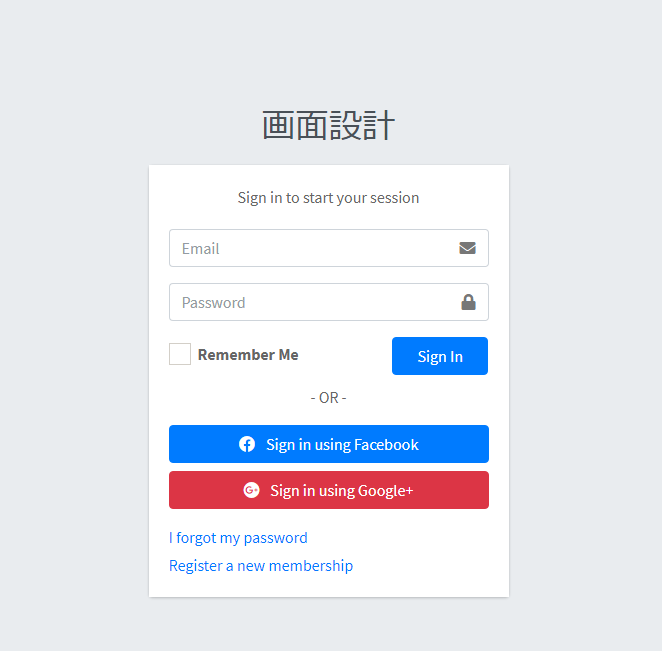 画面設計
Sign in to start your session
Email
Password
Remember Me
Sign In
- OR -
Sign in using Facebook
Sign in using Google+
I forgot my password
Register a new membership